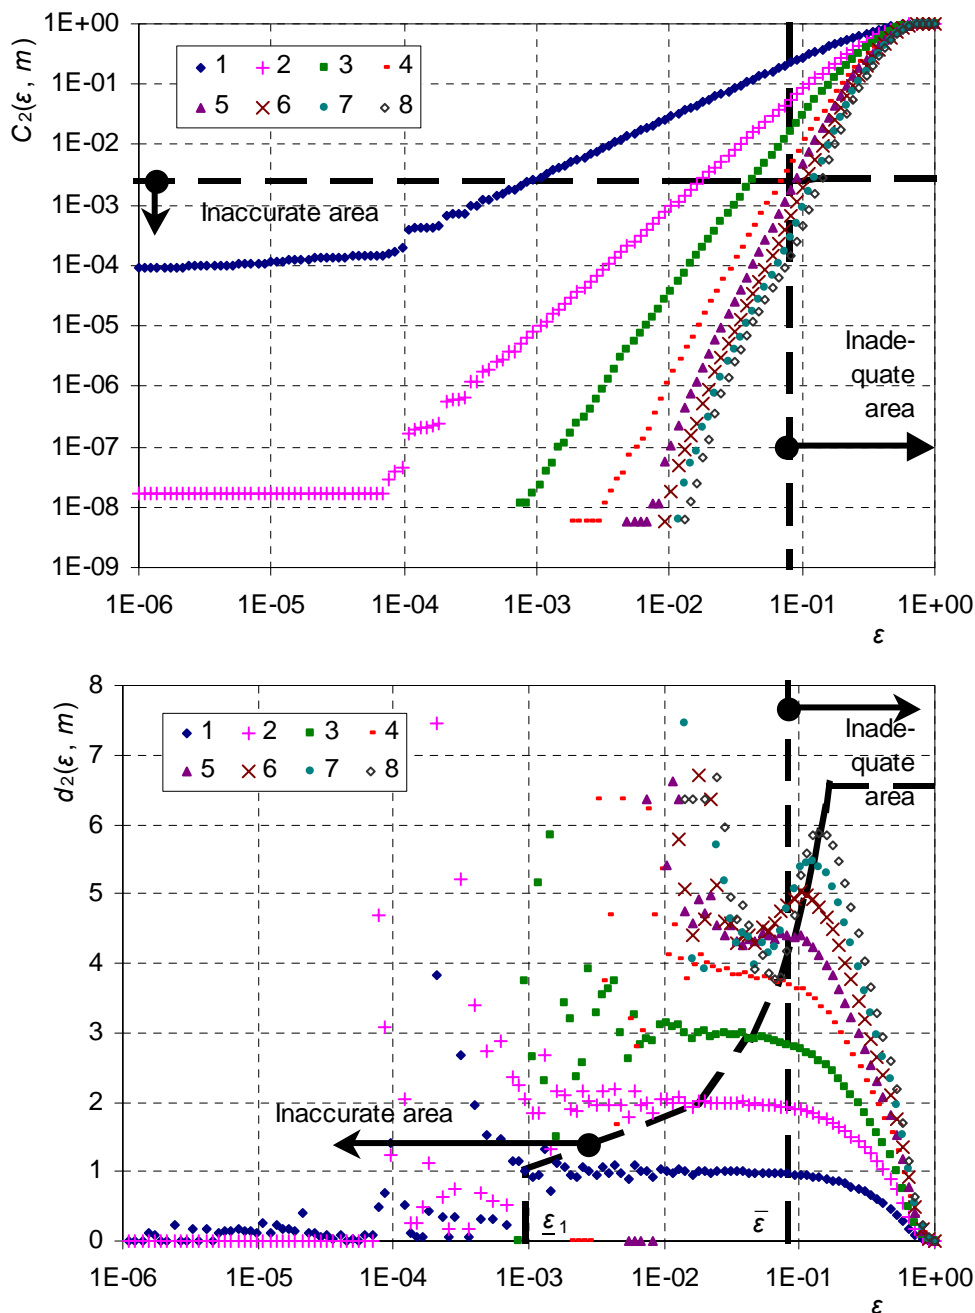 1E+00
1E-01
1E-02
1E-03
1E-04
1E-05
1E-06
1E-07
1E-08
1E-09
C2(ε, m)
1 2 3 4
5 6 7 8
Inaccurate area
Inade-
quate
area
1E-06 1E-05 1E-04 1E-03 1E-02 1E-01 1E+00
ε
8
7
6
5
4
3
2
1
0
d2(ε, m)
1 2 3 4
5 6 7 8
Inade-
quate
area
Inaccurate area
ε1 ε̅
1E-06 1E-05 1E-04 1E-03 1E-02 1E-01 1E+00
ε